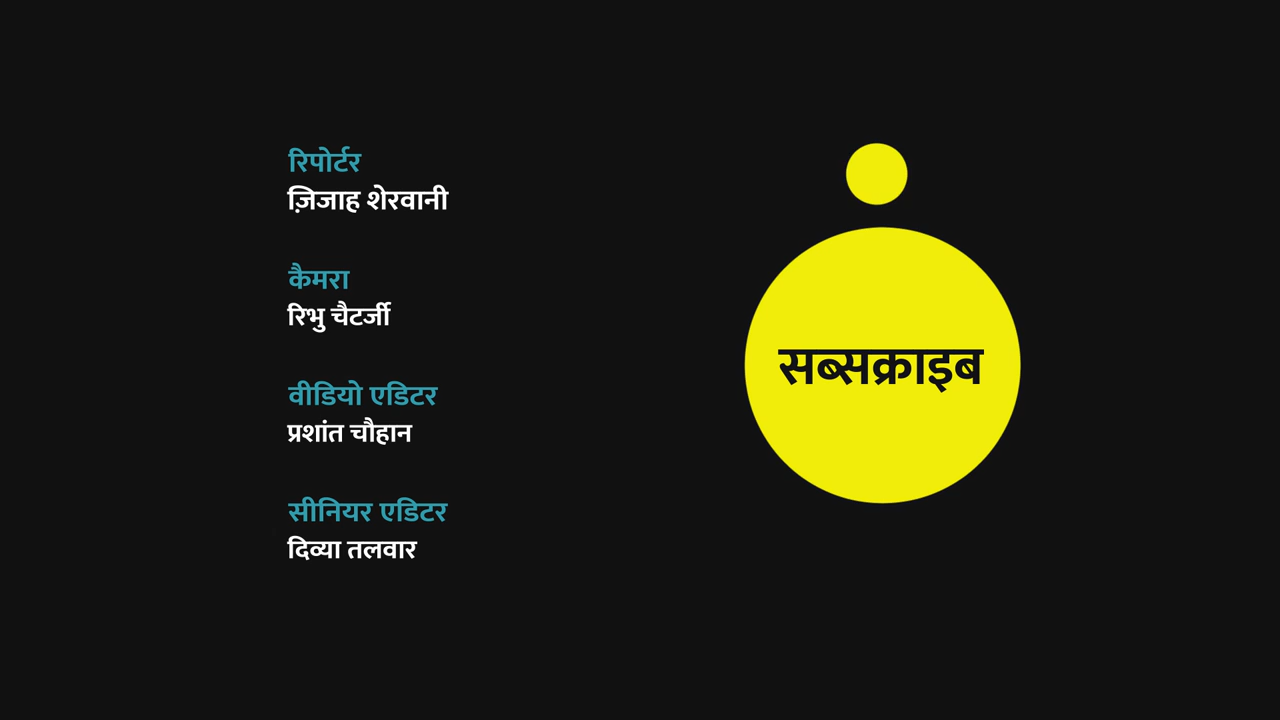 रिपोर्टर
ज़िजाह शेरवानी
कैमरा
रिभु चैटर्जी
वीडियो एडिटर
प्रशांत चौहान
सीनियर एडिटर
दिव्या तलवार
सब्सक्राइब